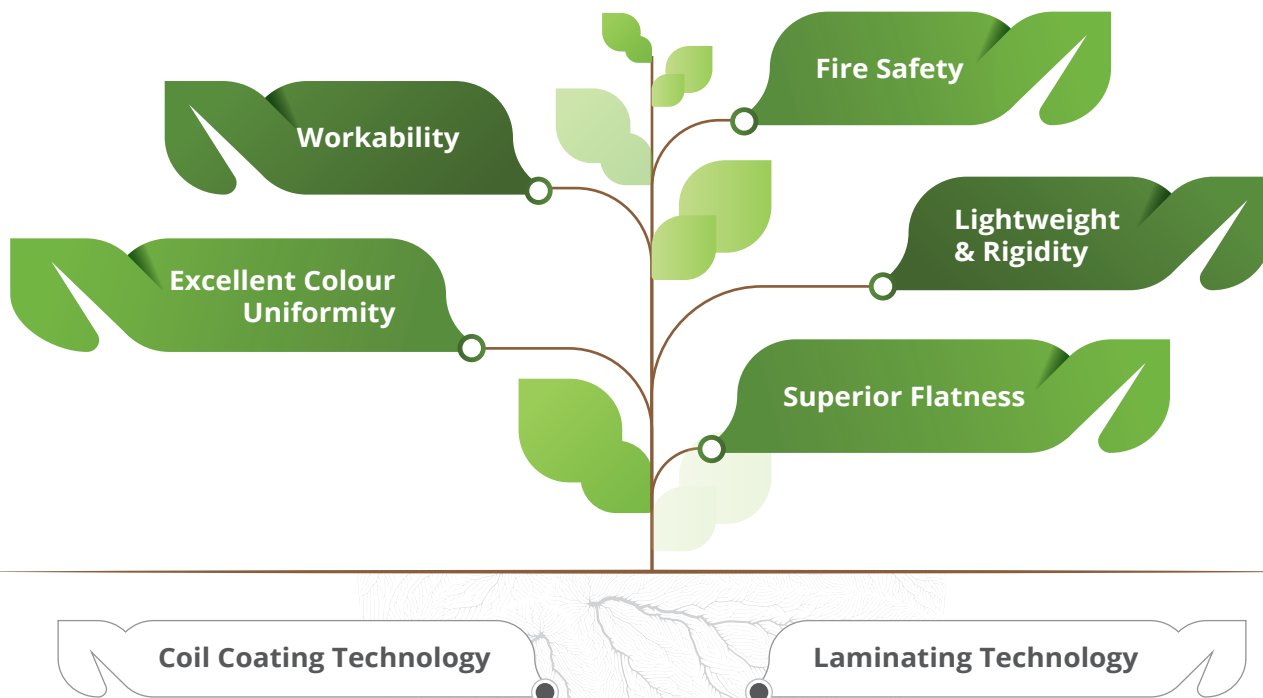 Fire Safety
Workability
Lightweight
& Rigidity
Excellent Colour
Uniformity
Superior Flatness
Coil Coating Technology
Laminating Technology